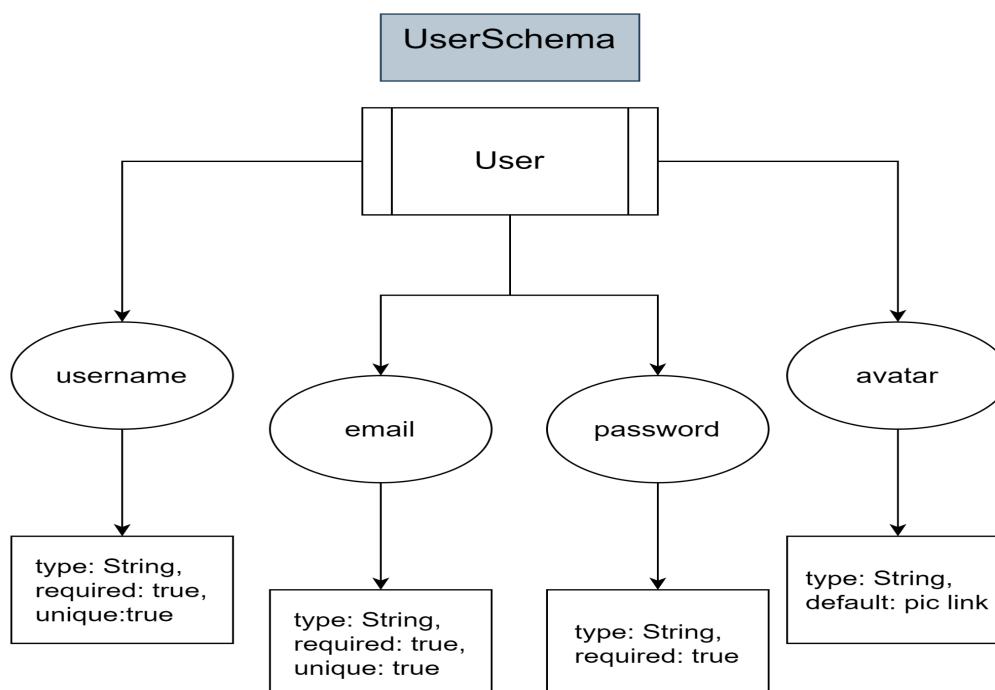 UserSchema
User
username
email
password
avatar
type: String,
required: true,
unique:true
type: String,
required: true,
unique: true
type: String,
required: true
type: String,
default: pic link